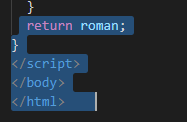 }
return roman;
}
</script>
</body>
</html>